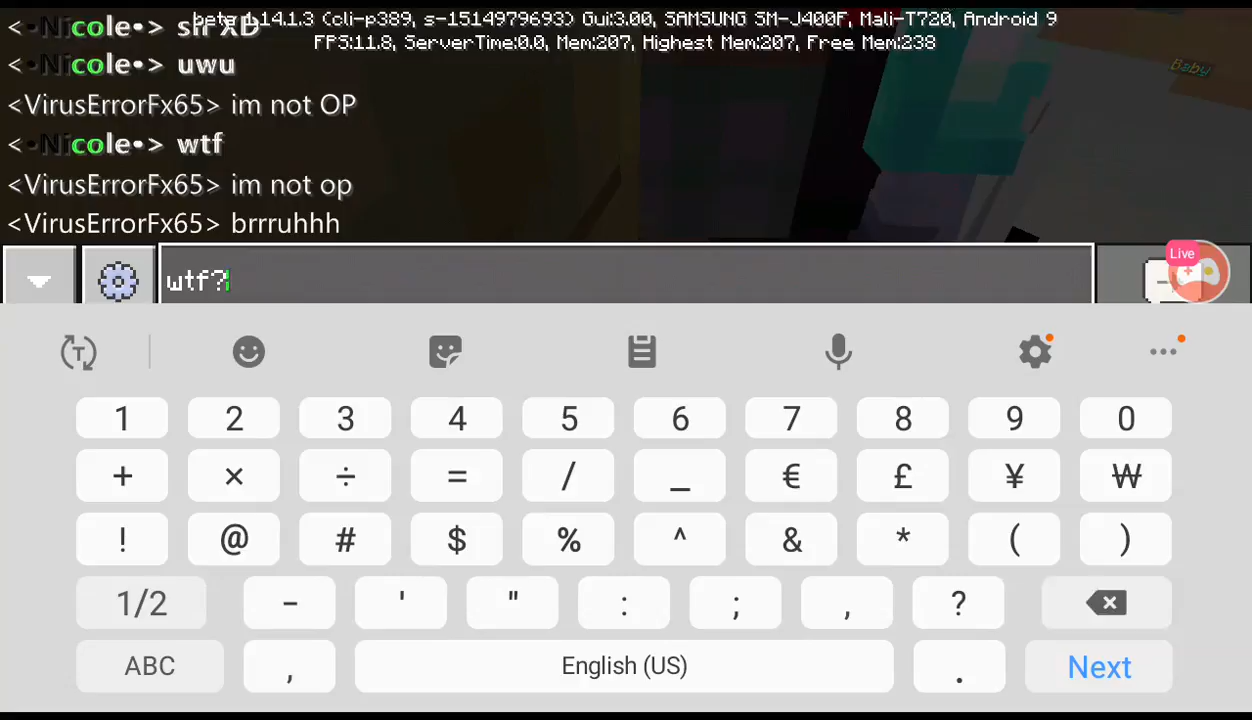 beta 1.14.1.3 (cli-p389, s-1514979693) Gui:3.00, SAMSUNG SM-J400F, Mali-T720, Android 9
FPS:11.8, ServerTime:0.0, Mem:207, Highest Mem:207, Free Mem:238
<•Nicole•> sir XD
<•Nicole•> uwu
Baby
<VirusErrorFx65> im not OP
<•Nicole•> wtf
<VirusErrorFx65> im not op
<VirusErrorFx65> brrruhhh
Live
wtf?
T
1 2 3 4 5 6 7 8 9 0
+ × ÷ = / _ € £ ¥ ₩
! @ # $ % ^ & * ( )
1/2 - ' " : ; , ?
ABC , English (US) . Next